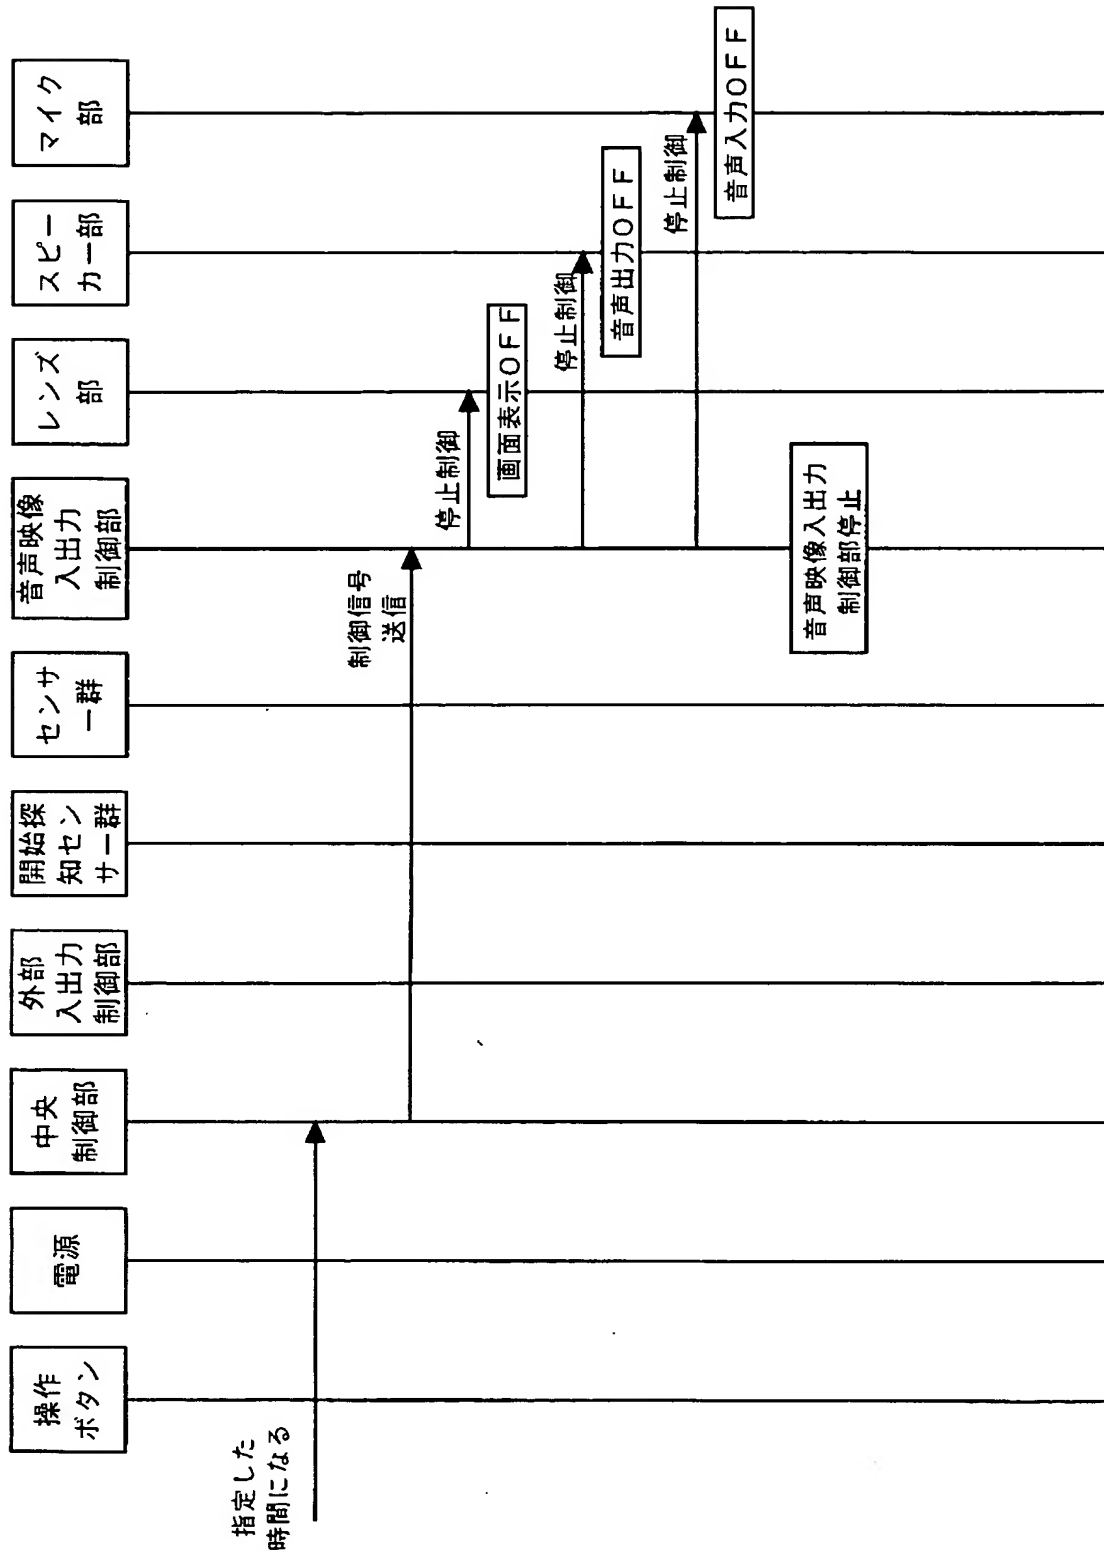 操作
ボタン
電源
中央
制御部
外部
入出力
制御部
開始探
知セン
サー群
センサ
ー群
音声映像
入出力
制御部
レンズ
部
スピー
カー部
マイク
部
指定した
時間になる
制御信号
送信
停止制御
画面表示OFF
停止制御
音声出力OFF
停止制御
音声入力OFF
音声映像入出力
制御部停止